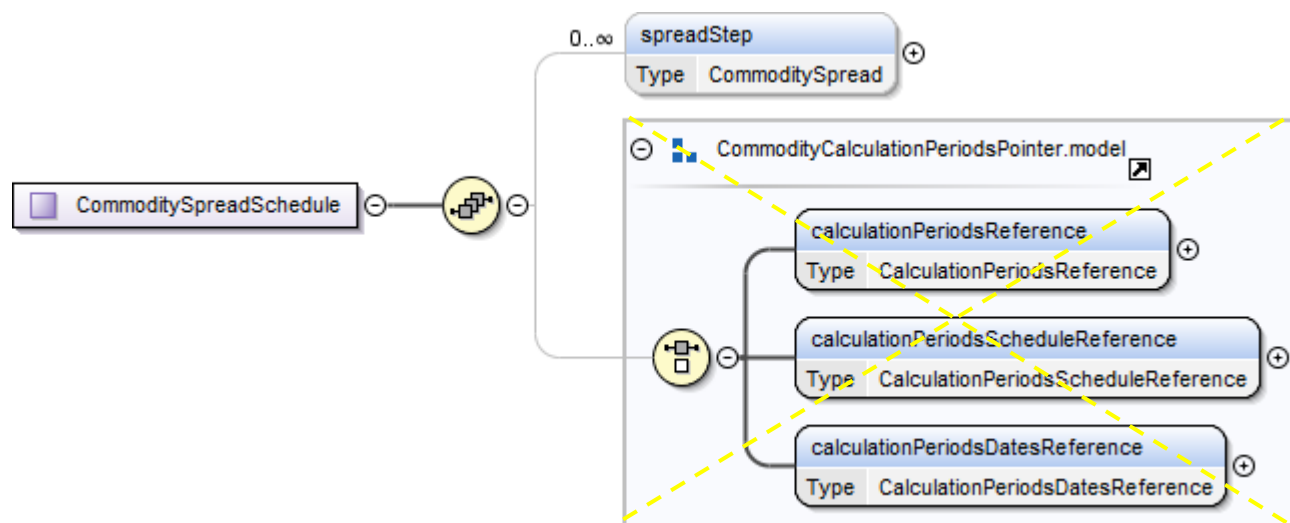 0..∞
spreadStep
Type CommoditySpread
CommodityCalculationPeriodsPointer.model
CommoditySpreadSchedule
calculationPeriodsReference
Type CalculationPeriodsReference
calculationPeriodsScheduleReference
Type CalculationPeriodsScheduleReference
calculationPeriodsDatesReference
Type CalculationPeriodsDatesReference